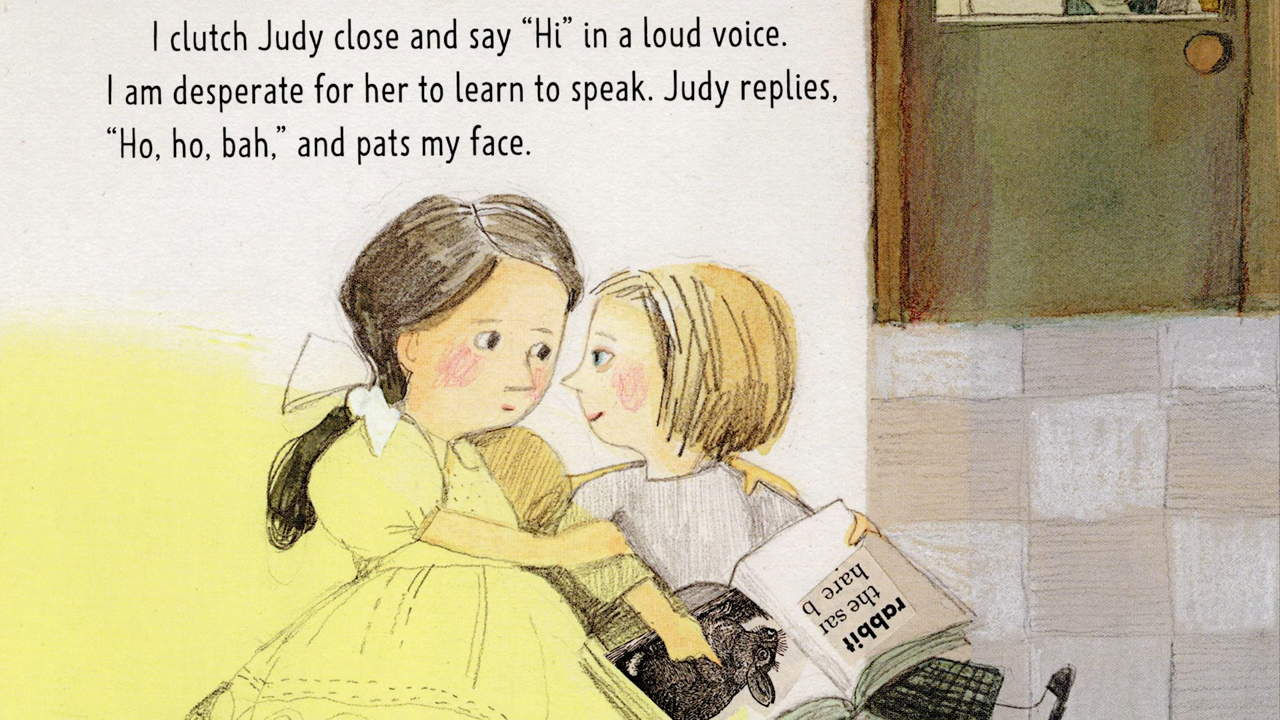 I clutch Judy close and say “Hi” in a loud voice.
I am desperate for her to learn to speak. Judy replies,
“Ho, ho, bah,” and pats my face.
rabbit
the sar
hare b